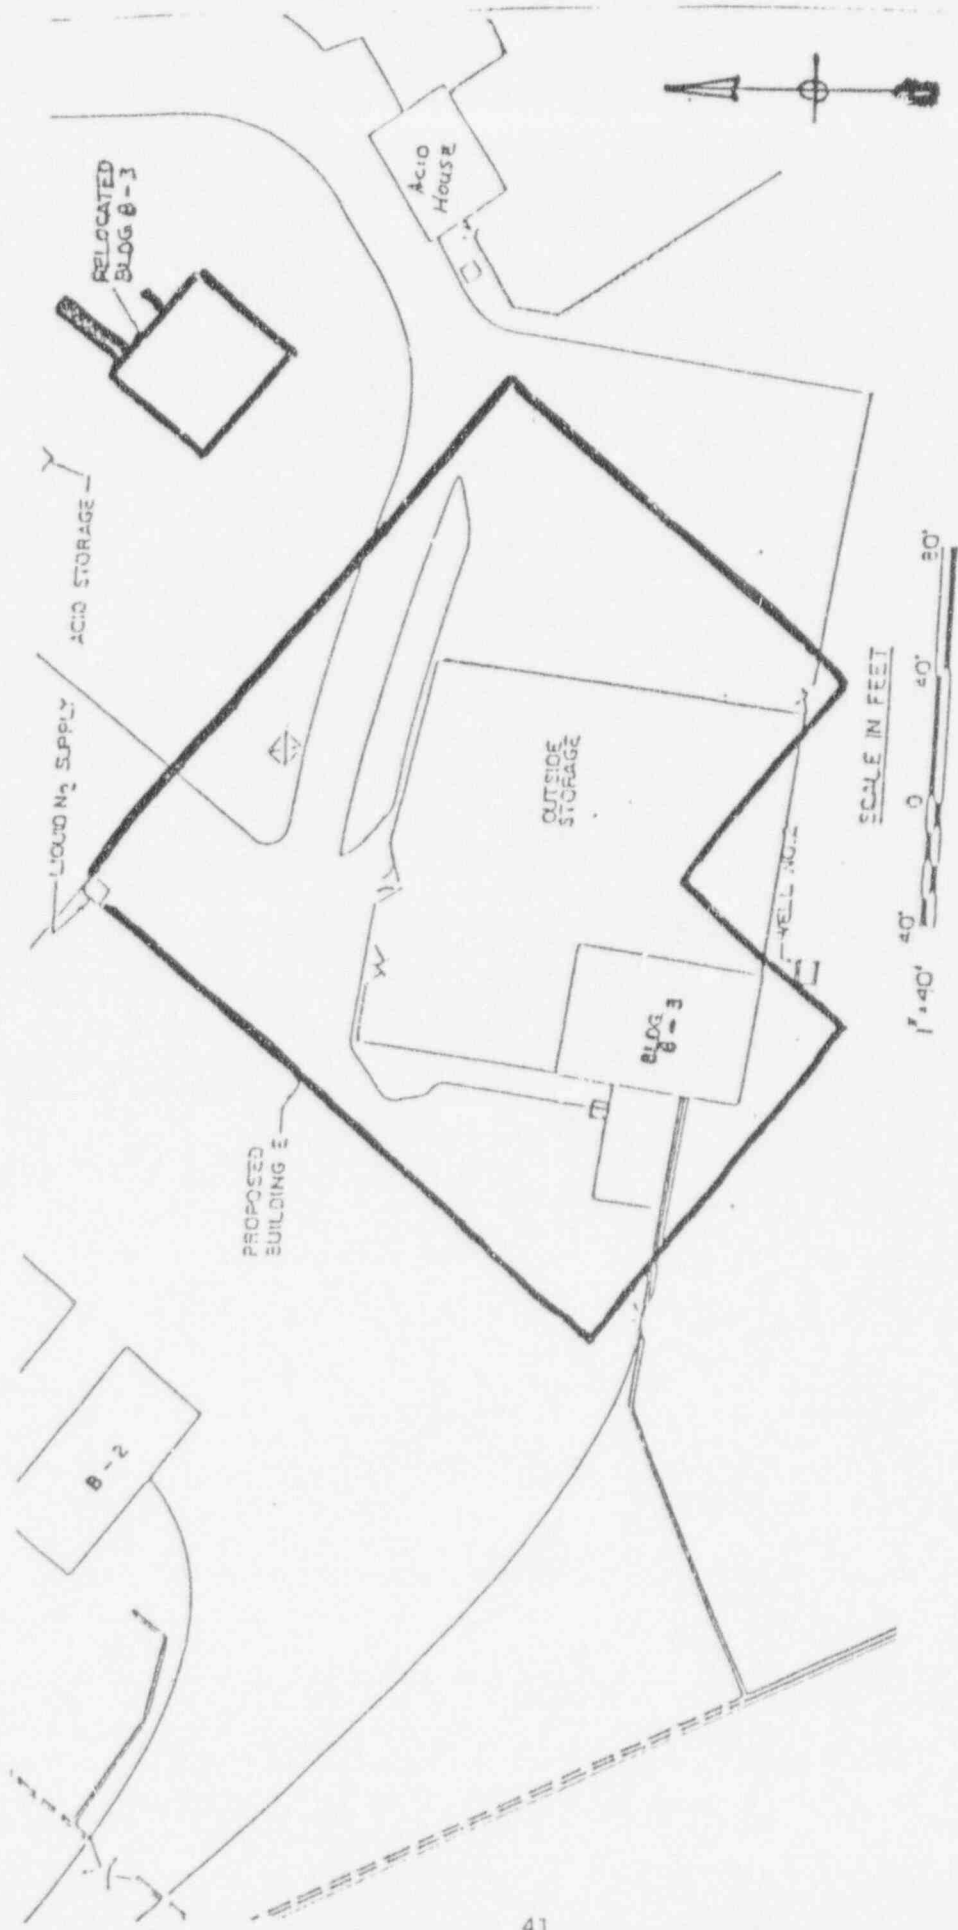 RELOCATED
BLDG B-3
ACID
HOUSE
ACID STORAGE
LIQUID N2 SUPPLY
OUTSIDE
STORAGE
WELL NO. 2
BLDG
B-3
PROPOSED
BUILDING E
B-2
SCALE IN FEET
40' 0 40' 80'
1" = 40'
41